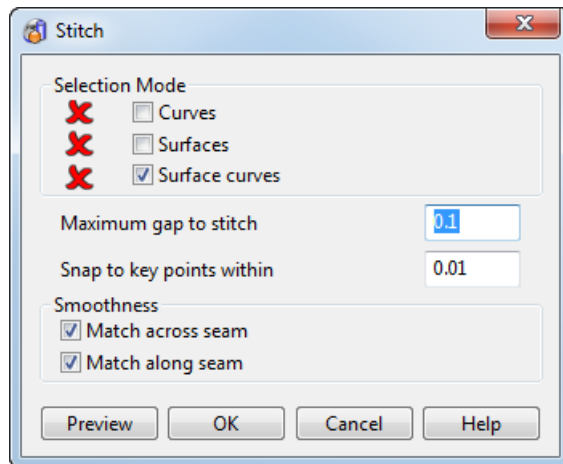 Stitch
Selection Mode
Curves
Surfaces
Surface curves
Maximum gap to stitch 0.1
Snap to key points within 0.01
Smoothness
Match across seam
Match along seam
Preview OK Cancel Help